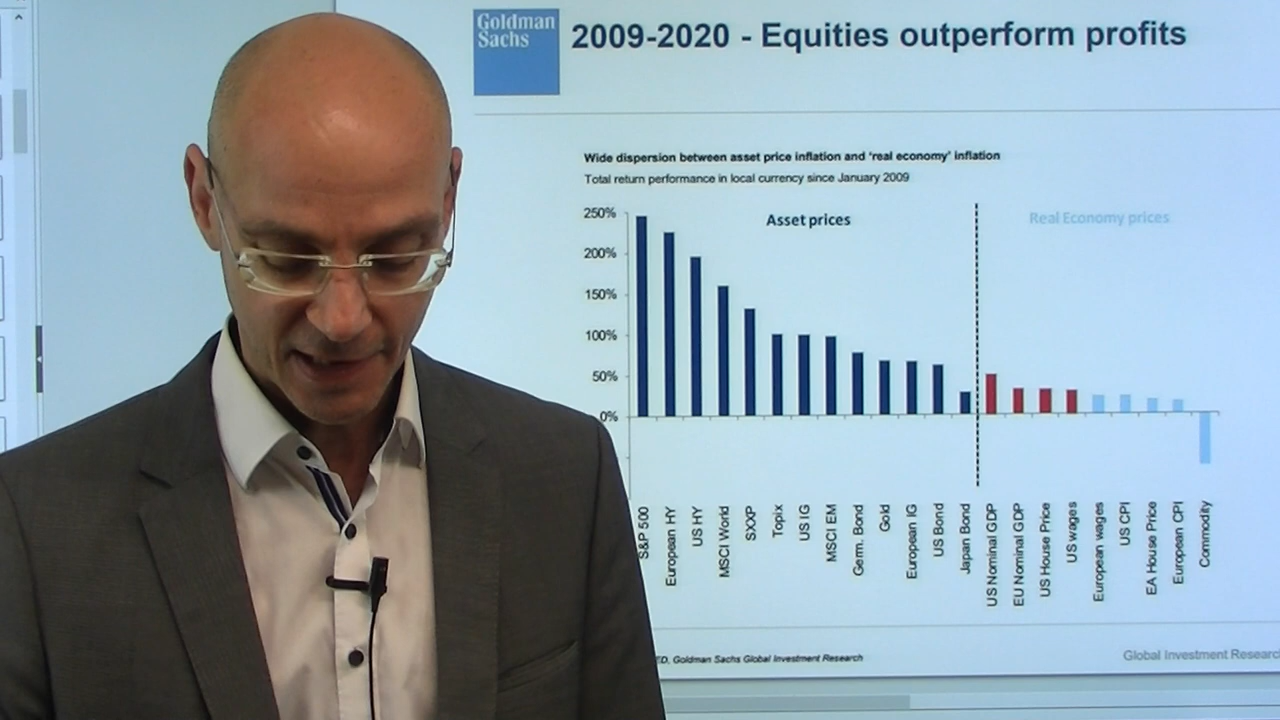 Goldman
Sachs
2009-2020 - Equities outperform profits
Wide dispersion between asset price inflation and 'real economy' inflation
Total return performance in local currency since January 2009
Asset prices
Real Economy prices
250%
200%
150%
100%
50%
0%
S&P 500
European HY
US HY
MSCI World
SXXP
Topix
US IG
MSCI EM
Germ. Bond
Gold
European IG
US Bond
Japan Bond
US Nominal GDP
EU Nominal GDP
US House Price
US wages
European wages
US CPI
EA House Price
European CPI
Commodity
Goldman Sachs Global Investment Research
Global Investment Researc